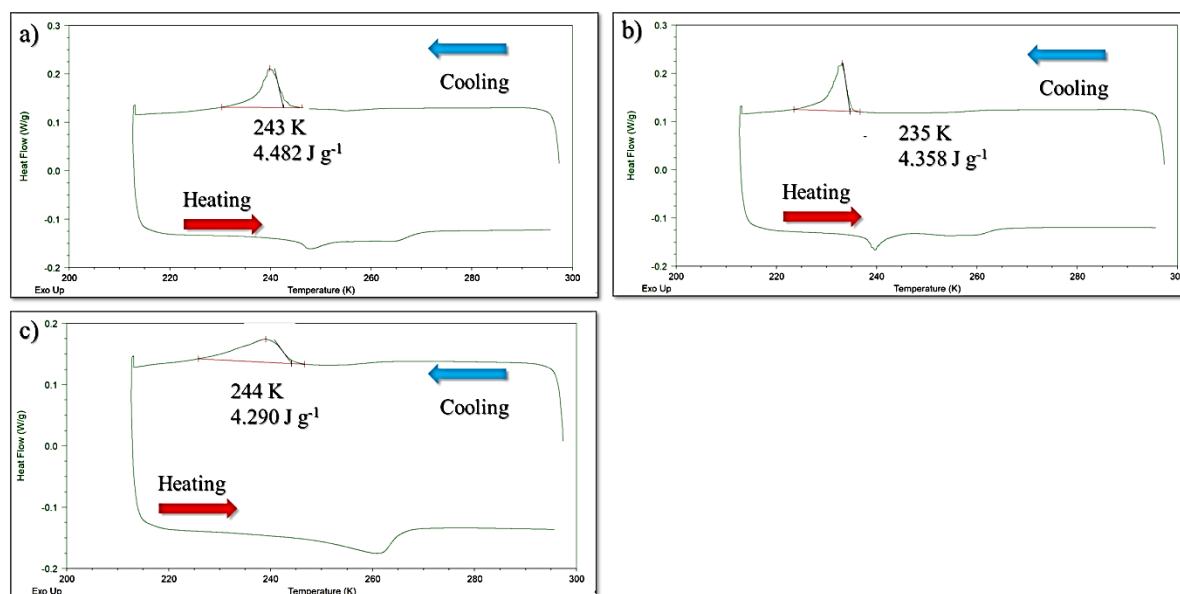 a)
0.3
0.2
0.1
0.0
-0.1
-0.2
Heat Flow (W/g)
Cooling
243 K
4.482 J g⁻¹
Heating
200 220 240 260 280 300
Exo Up
Temperature (K)
b)
0.3
0.2
0.1
0.0
-0.1
-0.2
Heat Flow (W/g)
Cooling
-
235 K
4.358 J g⁻¹
Heating
200 220 240 260 280 300
Exo Up
Temperature (K)
c)
0.2
0.1
0.0
-0.1
-0.2
Heat Flow (W/g)
244 K
4.290 J g⁻¹
Cooling
Heating
200 220 240 260 280 300
Exo Up
Temperature (K)